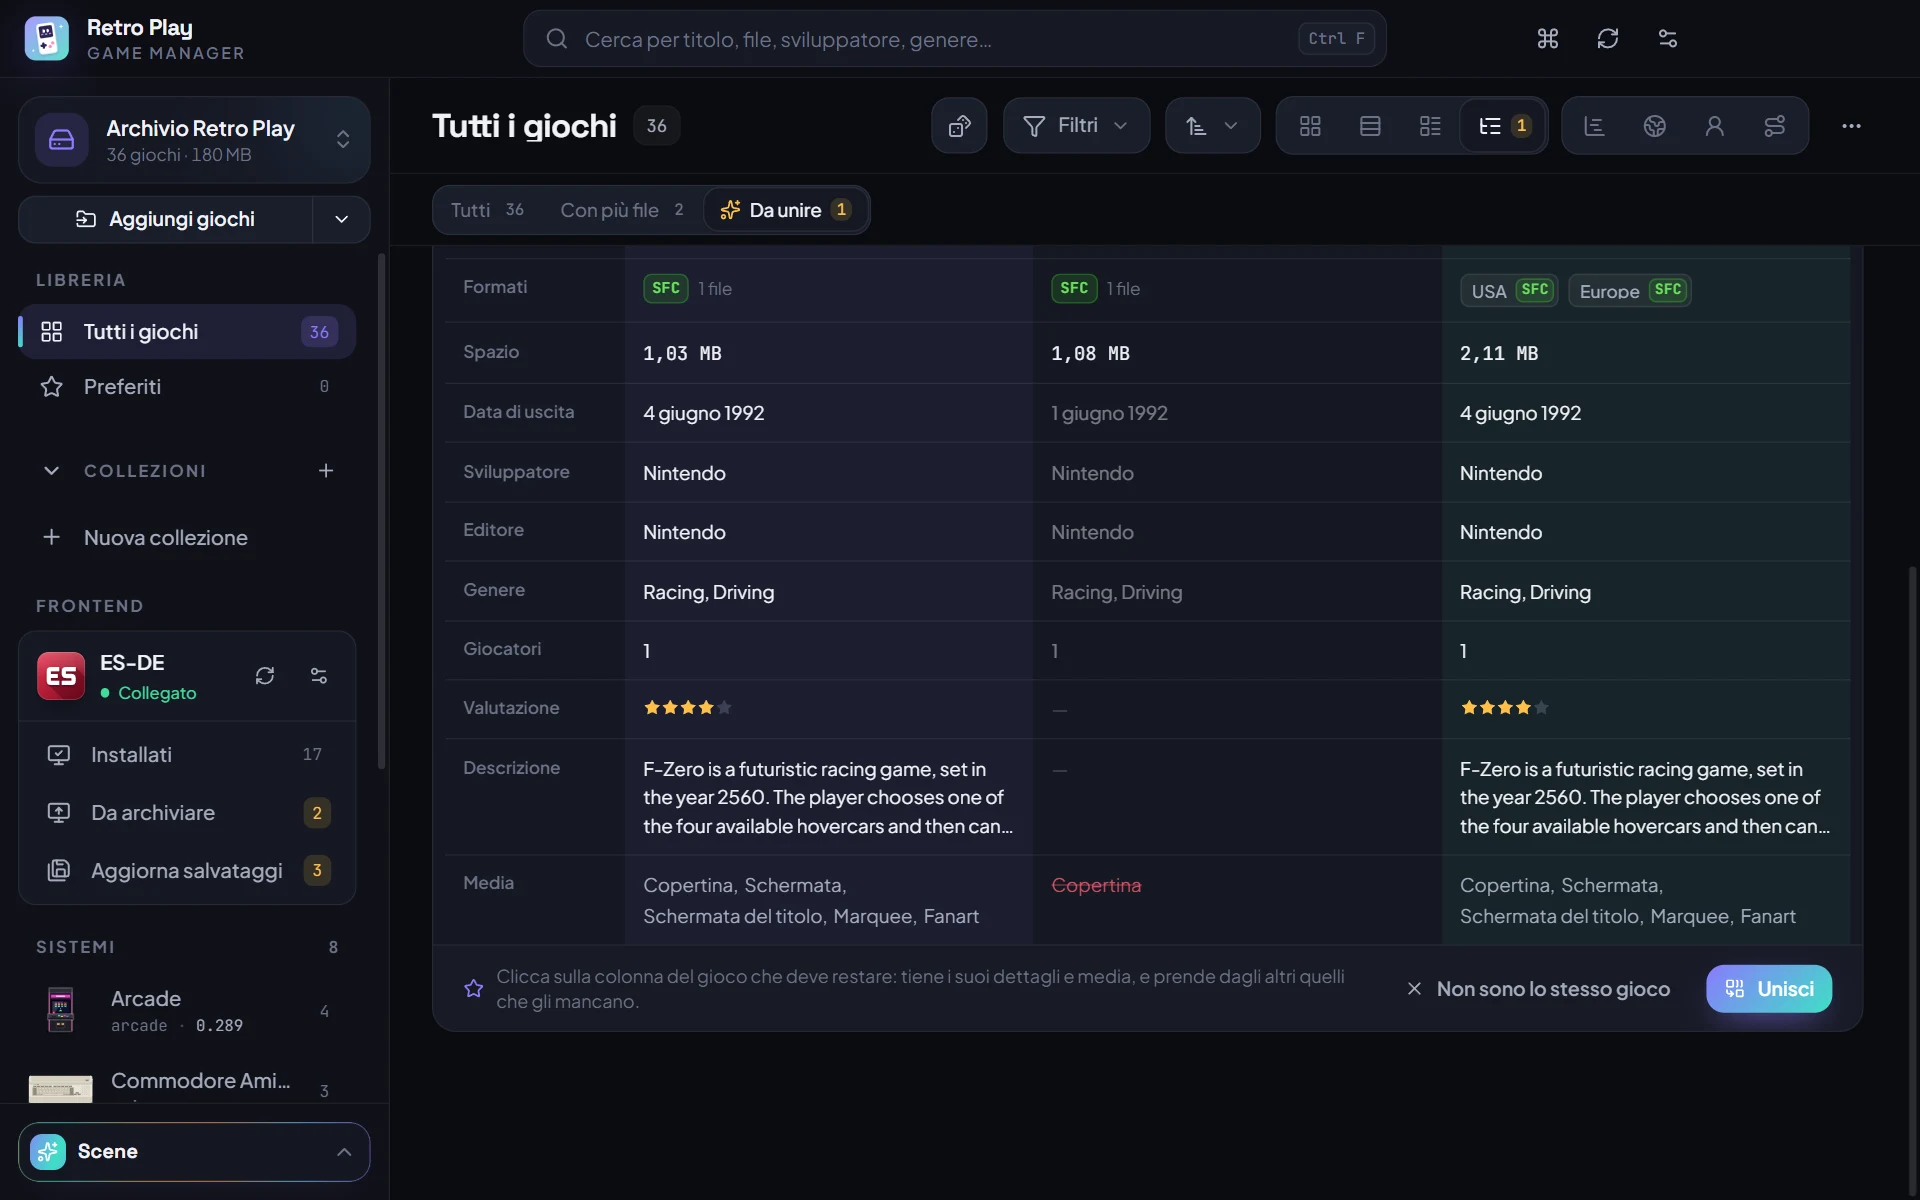 Retro Play
GAME MANAGER
Cerca per titolo, file, sviluppatore, genere…
Ctrl F
Archivio Retro Play
36 giochi · 180 MB
Aggiungi giochi
LIBRERIA
Tutti i giochi 36
Preferiti 0
COLLEZIONI
Nuova collezione
FRONTEND
ES
ES-DE
Collegato
Installati 17
Da archiviare 2
Aggiorna salvataggi 3
SISTEMI 8
Arcade 4
arcade · 0.289
Commodore Ami… 3
Scene
Tutti i giochi 36
Filtri
1
Tutti 36
Con più file 2
Da unire 1
Formati SFC 1 file SFC 1 file USA SFC Europe SFC
Spazio 1,03 MB 1,08 MB 2,11 MB
Data di uscita 4 giugno 1992 1 giugno 1992 4 giugno 1992
Sviluppatore Nintendo Nintendo Nintendo
Editore Nintendo Nintendo Nintendo
Genere Racing, Driving Racing, Driving Racing, Driving
Giocatori 1 1 1
Valutazione —
Descrizione F-Zero is a futuristic racing game, set in — F-Zero is a futuristic racing game, set in
the year 2560. The player chooses one of the year 2560. The player chooses one of
the four available hovercars and then can… the four available hovercars and then can…
Media Copertina, Schermata, Copertina Copertina, Schermata,
Schermata del titolo, Marquee, Fanart Schermata del titolo, Marquee, Fanart
Clicca sulla colonna del gioco che deve restare: tiene i suoi dettagli e media, e prende dagli altri quelli
che gli mancano.
Non sono lo stesso gioco
Unisci